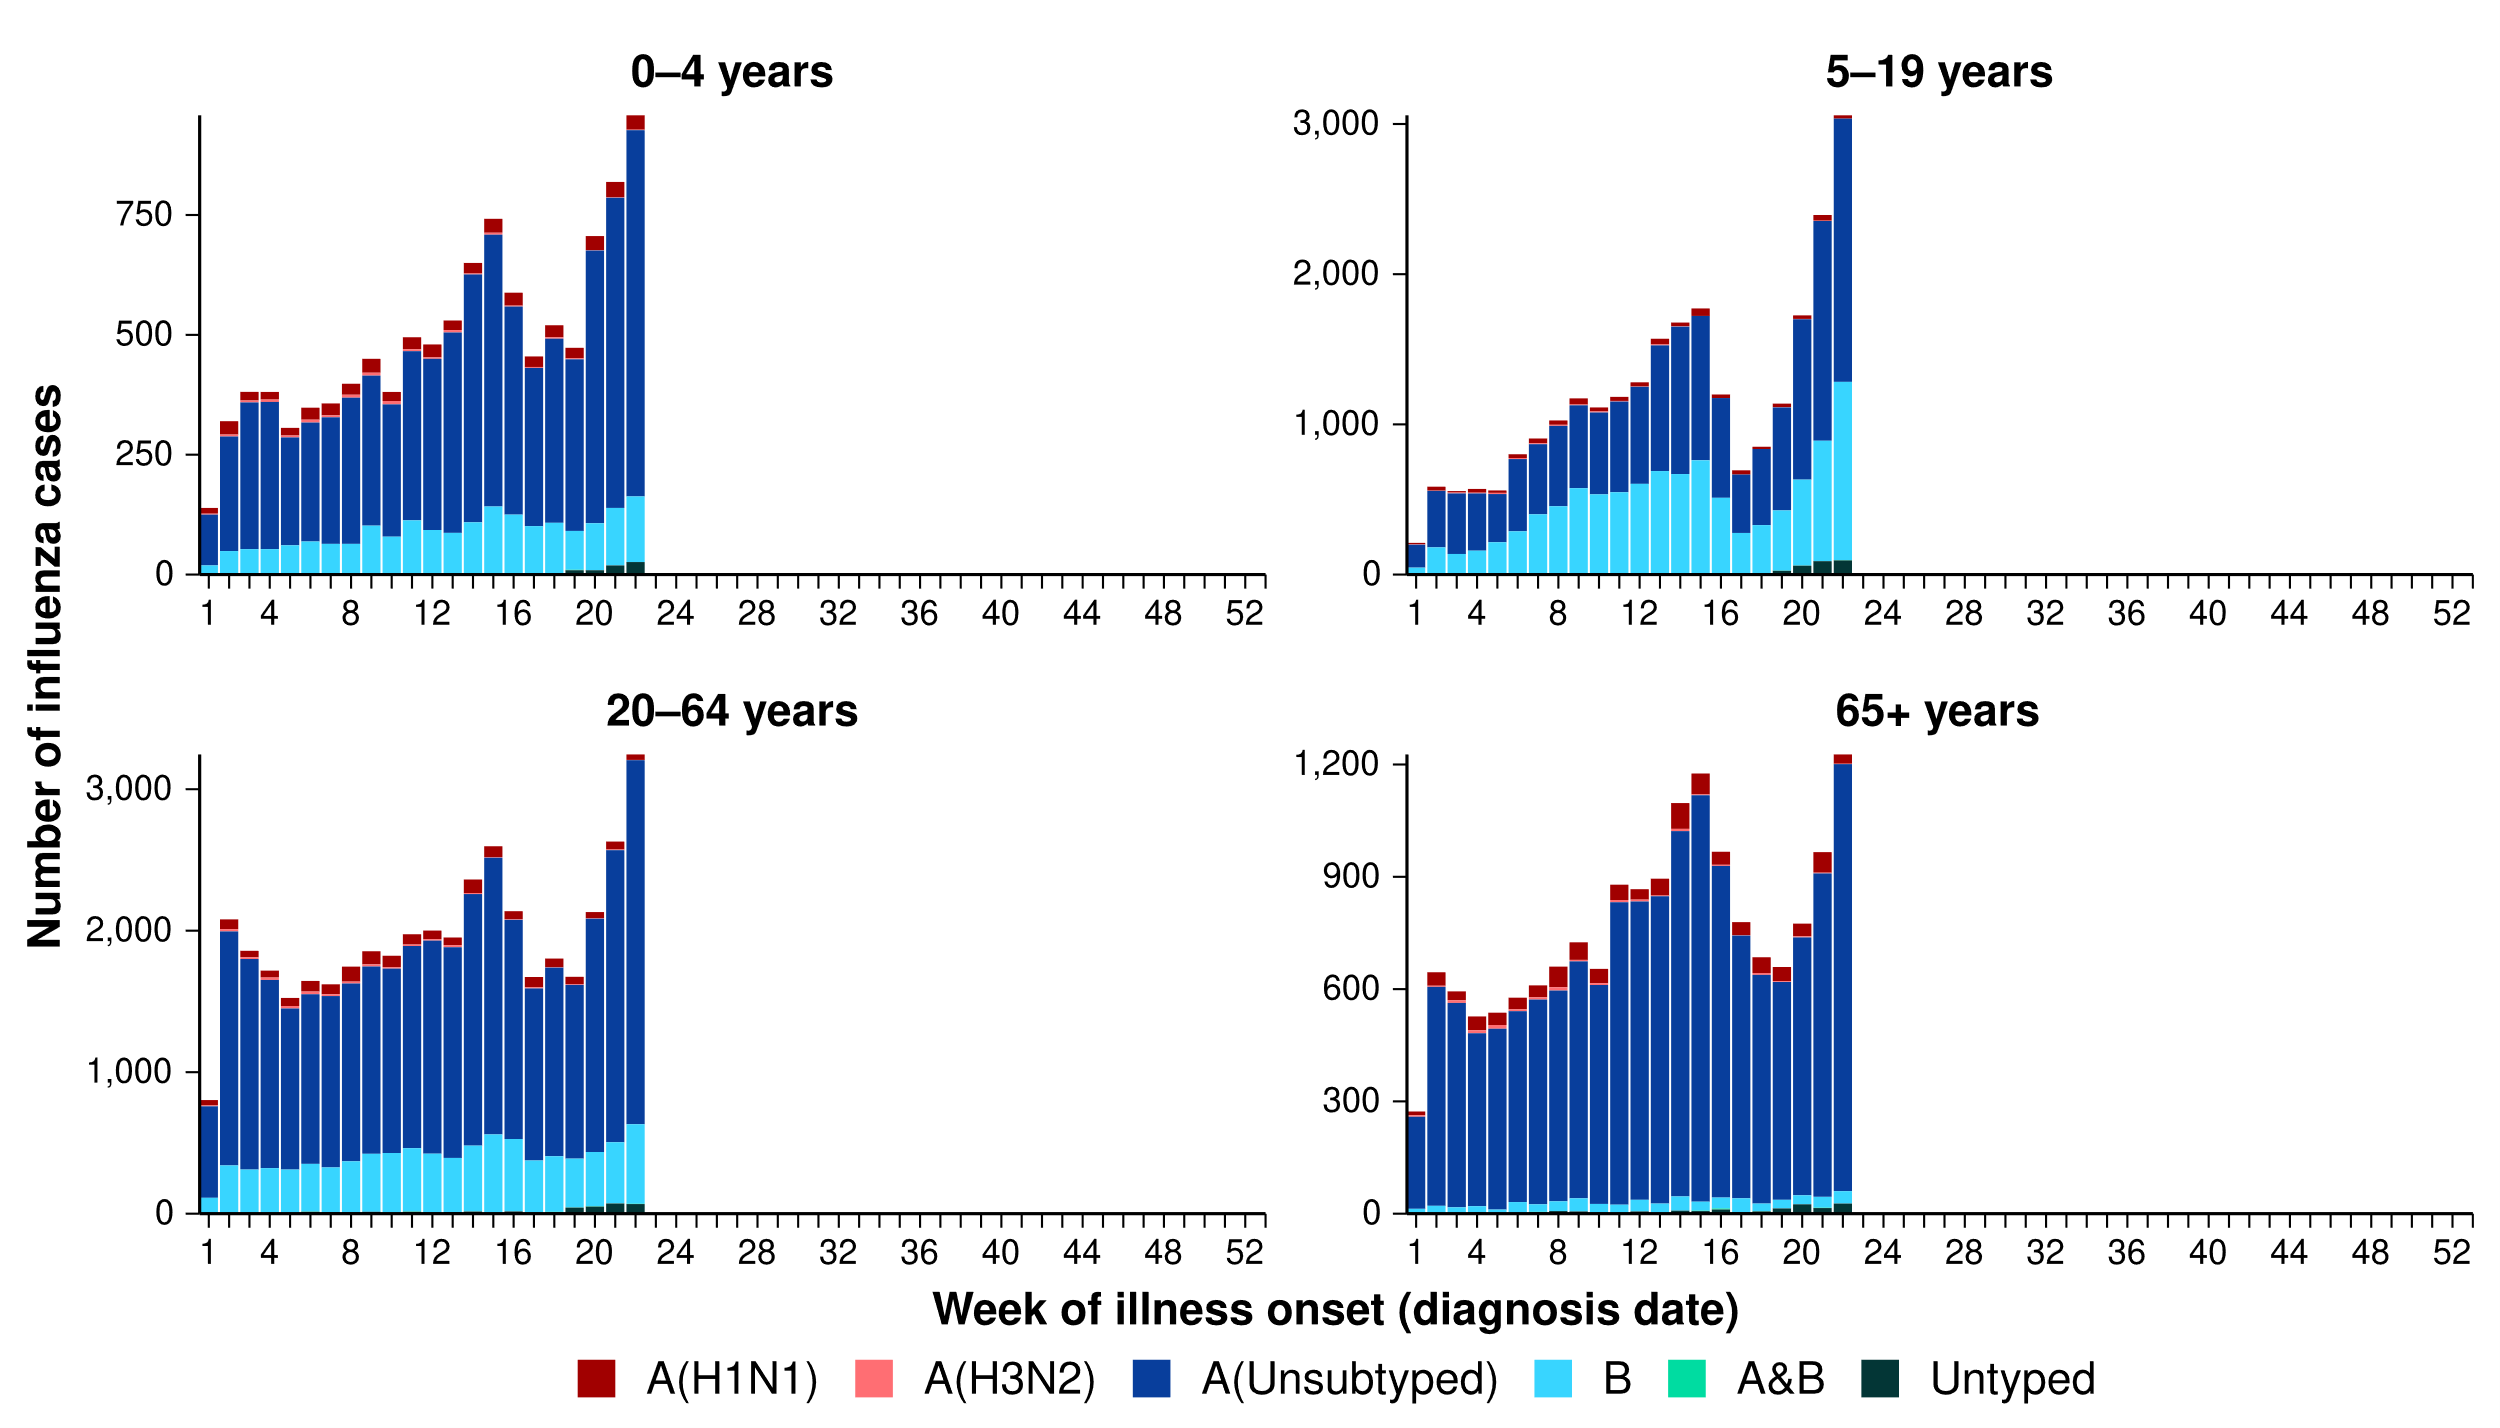 0–4 years
5–19 years
750
500
250
0
3,000
2,000
1,000
0
1 4 8 12 16 20 24 28 32 36 40 44 48 52
1 4 8 12 16 20 24 28 32 36 40 44 48 52
Number of influenza cases
20–64 years
65+ years
3,000
2,000
1,000
0
1,200
900
600
300
0
1 4 8 12 16 20 24 28 32 36 40 44 48 52
1 4 8 12 16 20 24 28 32 36 40 44 48 52
Week of illness onset (diagnosis date)
A(H1N1) A(H3N2) A(Unsubtyped) B A&B Untyped